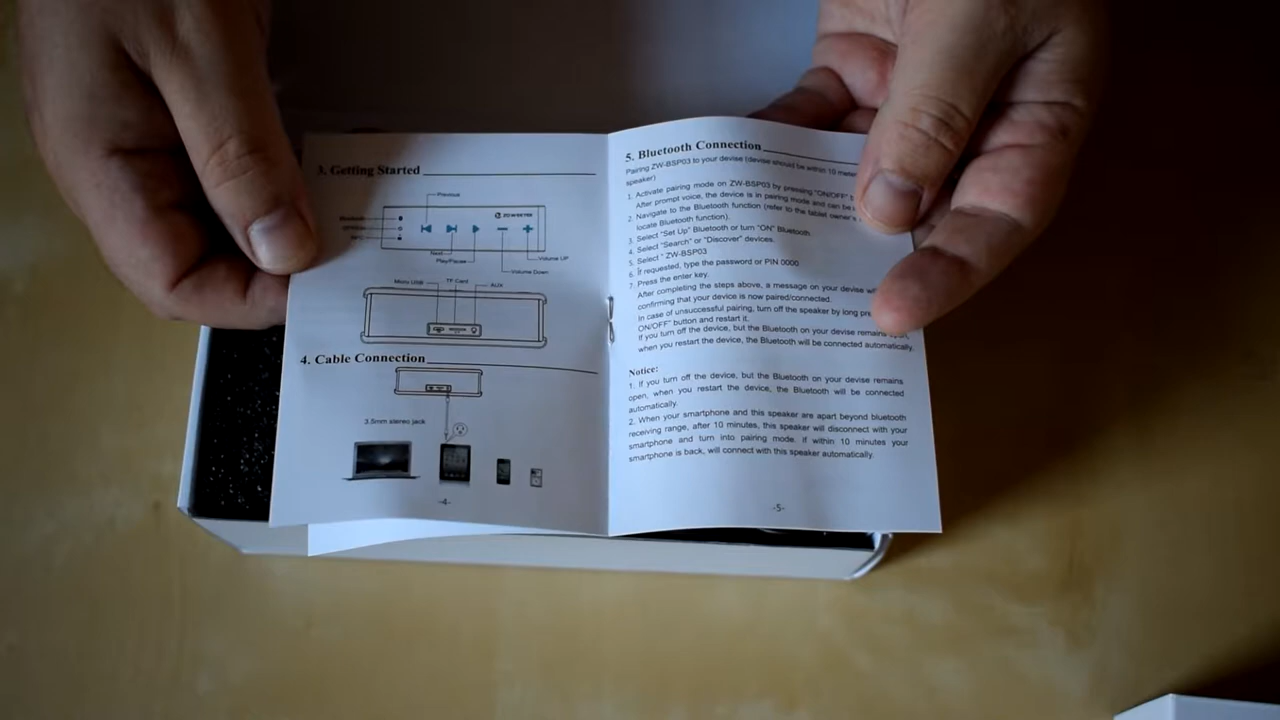 3. Getting Started
Previous
Bluetooth
ZOWEETEK
Next
Play/Pause
Volume UP
Volume Down
Micro USB
TF Card
AUX
4. Cable Connection
3.5mm stereo jack
-4-
5. Bluetooth Connection
Pairing ZW-BSP03 to your devise (devise should be within 10 meter
speaker)
1. Activate pairing mode on ZW-BSP03 by pressing "ON/OFF"
After prompt voice, the device is in pairing mode and can be
2. Navigate to the Bluetooth function (refer to the tablet owner's
locate Bluetooth function).
3. Select "Set Up" Bluetooth or turn "ON" Bluetooth
4. Select "Search" or "Discover" devices.
5. Select " ZW-BSP03
6. If requested, type the password or PIN 0000
7. Press the enter key.
After completing the steps above, a message on your devise
confirming that your device is now paired/connected.
In case of unsuccessful pairing, turn off the speaker by long
ON/OFF" button and restart it.
If you turn off the device, but the Bluetooth on your devise remains
when you restart the device, the Bluetooth will be connected automatically.
Notice:
1. If you turn off the device, but the Bluetooth on your devise remains
open, when you restart the device, the Bluetooth will be connected
automatically.
2. When your smartphone and this speaker are apart beyond bluetooth
receiving range, after 10 minutes, this speaker will disconnect with your
smartphone and turn into pairing mode. if within 10 minutes your
smartphone is back, will connect with this speaker automatically.
-5-